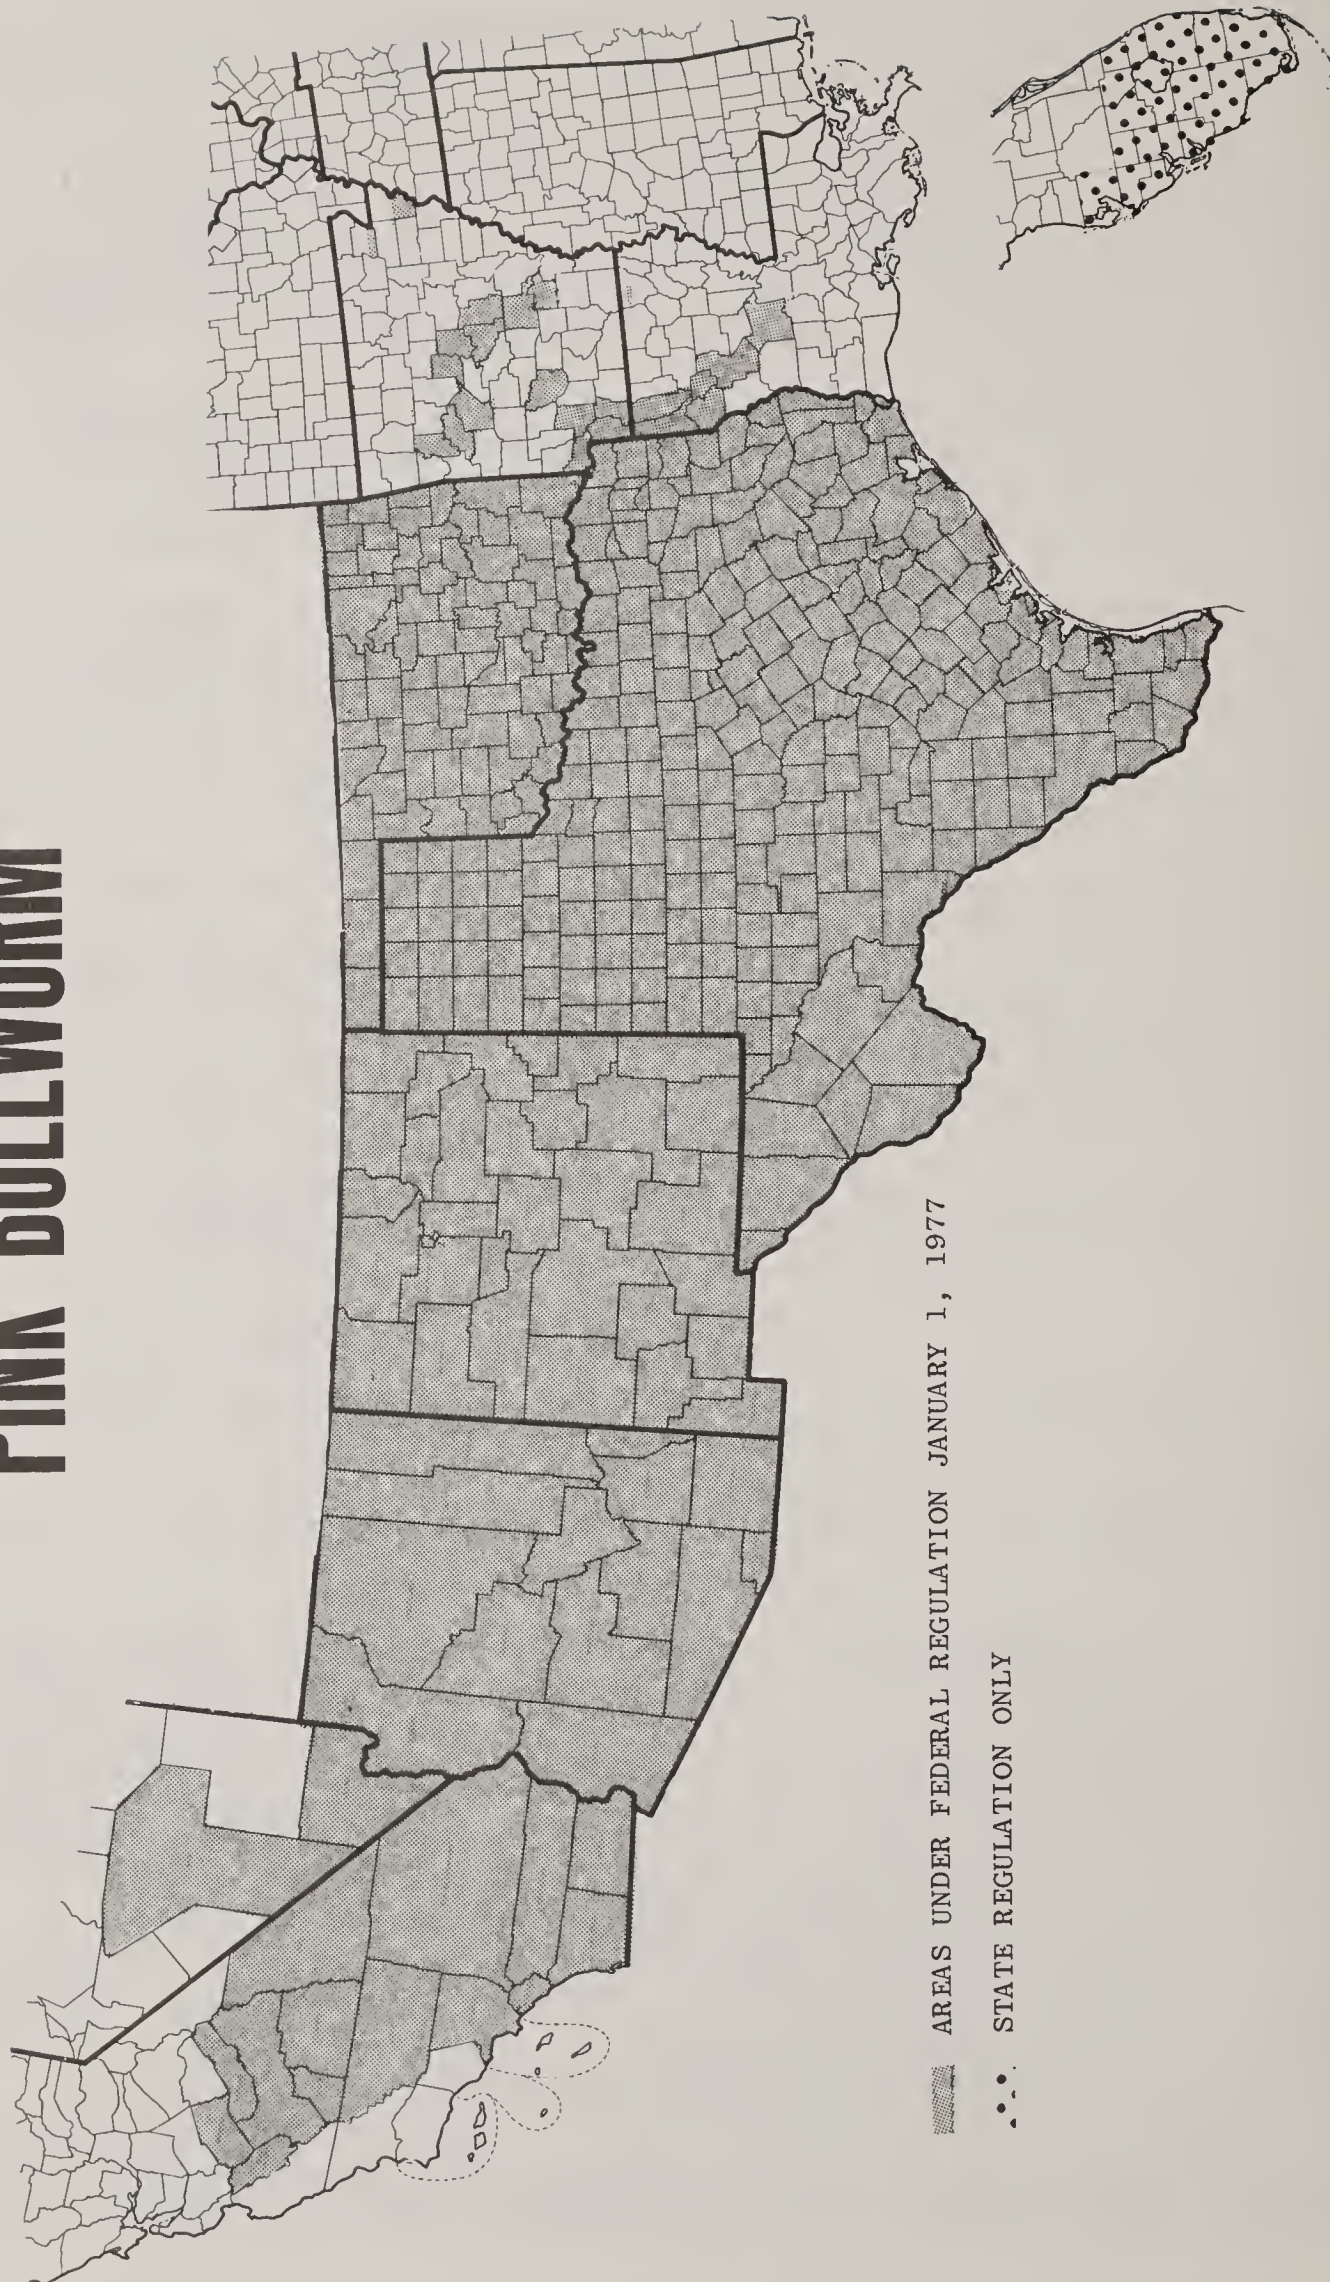 PINK BOLLWORM
AREAS UNDER FEDERAL REGULATION JANUARY 1, 1977
STATE REGULATION ONLY